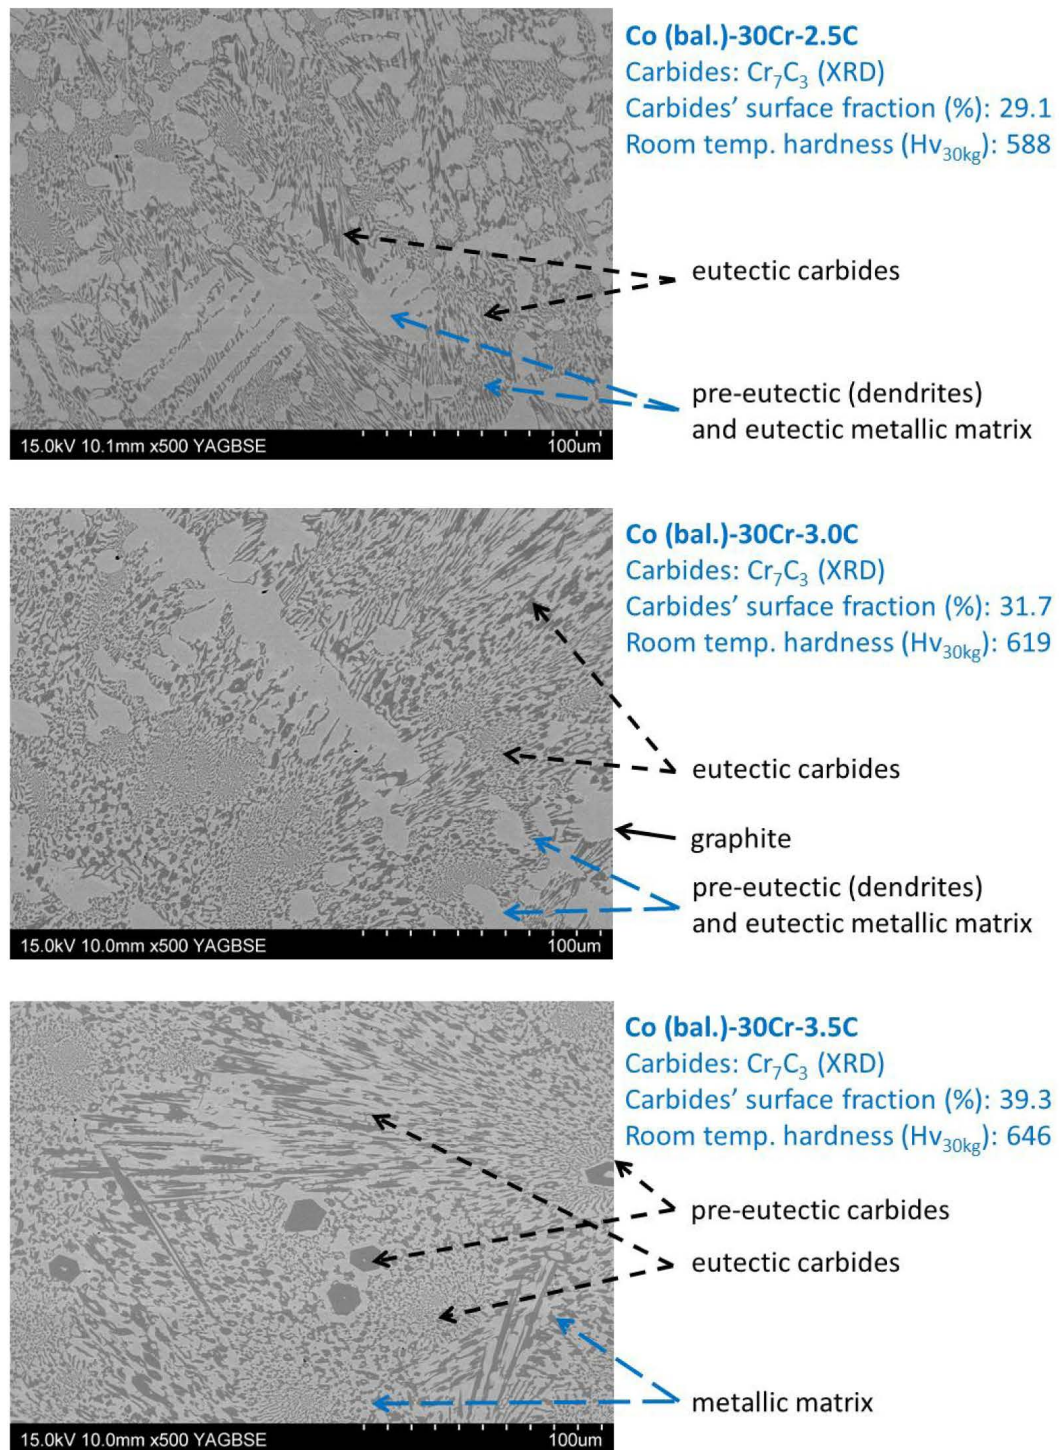 Co (bal.)-30Cr-2.5C
Carbides: Cr₇C₃ (XRD)
Carbides’ surface fraction (%): 29.1
Room temp. hardness (Hv₃₀ₖg): 588
eutectic carbides
pre-eutectic (dendrites)
and eutectic metallic matrix
15.0kV 10.1mm x500 YAGBSE 100um
Co (bal.)-30Cr-3.0C
Carbides: Cr₇C₃ (XRD)
Carbides’ surface fraction (%): 31.7
Room temp. hardness (Hv₃₀ₖg): 619
eutectic carbides
graphite
pre-eutectic (dendrites)
and eutectic metallic matrix
15.0kV 10.0mm x500 YAGBSE 100um
Co (bal.)-30Cr-3.5C
Carbides: Cr₇C₃ (XRD)
Carbides’ surface fraction (%): 39.3
Room temp. hardness (Hv₃₀ₖg): 646
pre-eutectic carbides
eutectic carbides
metallic matrix
15.0kV 10.0mm x500 YAGBSE 100um